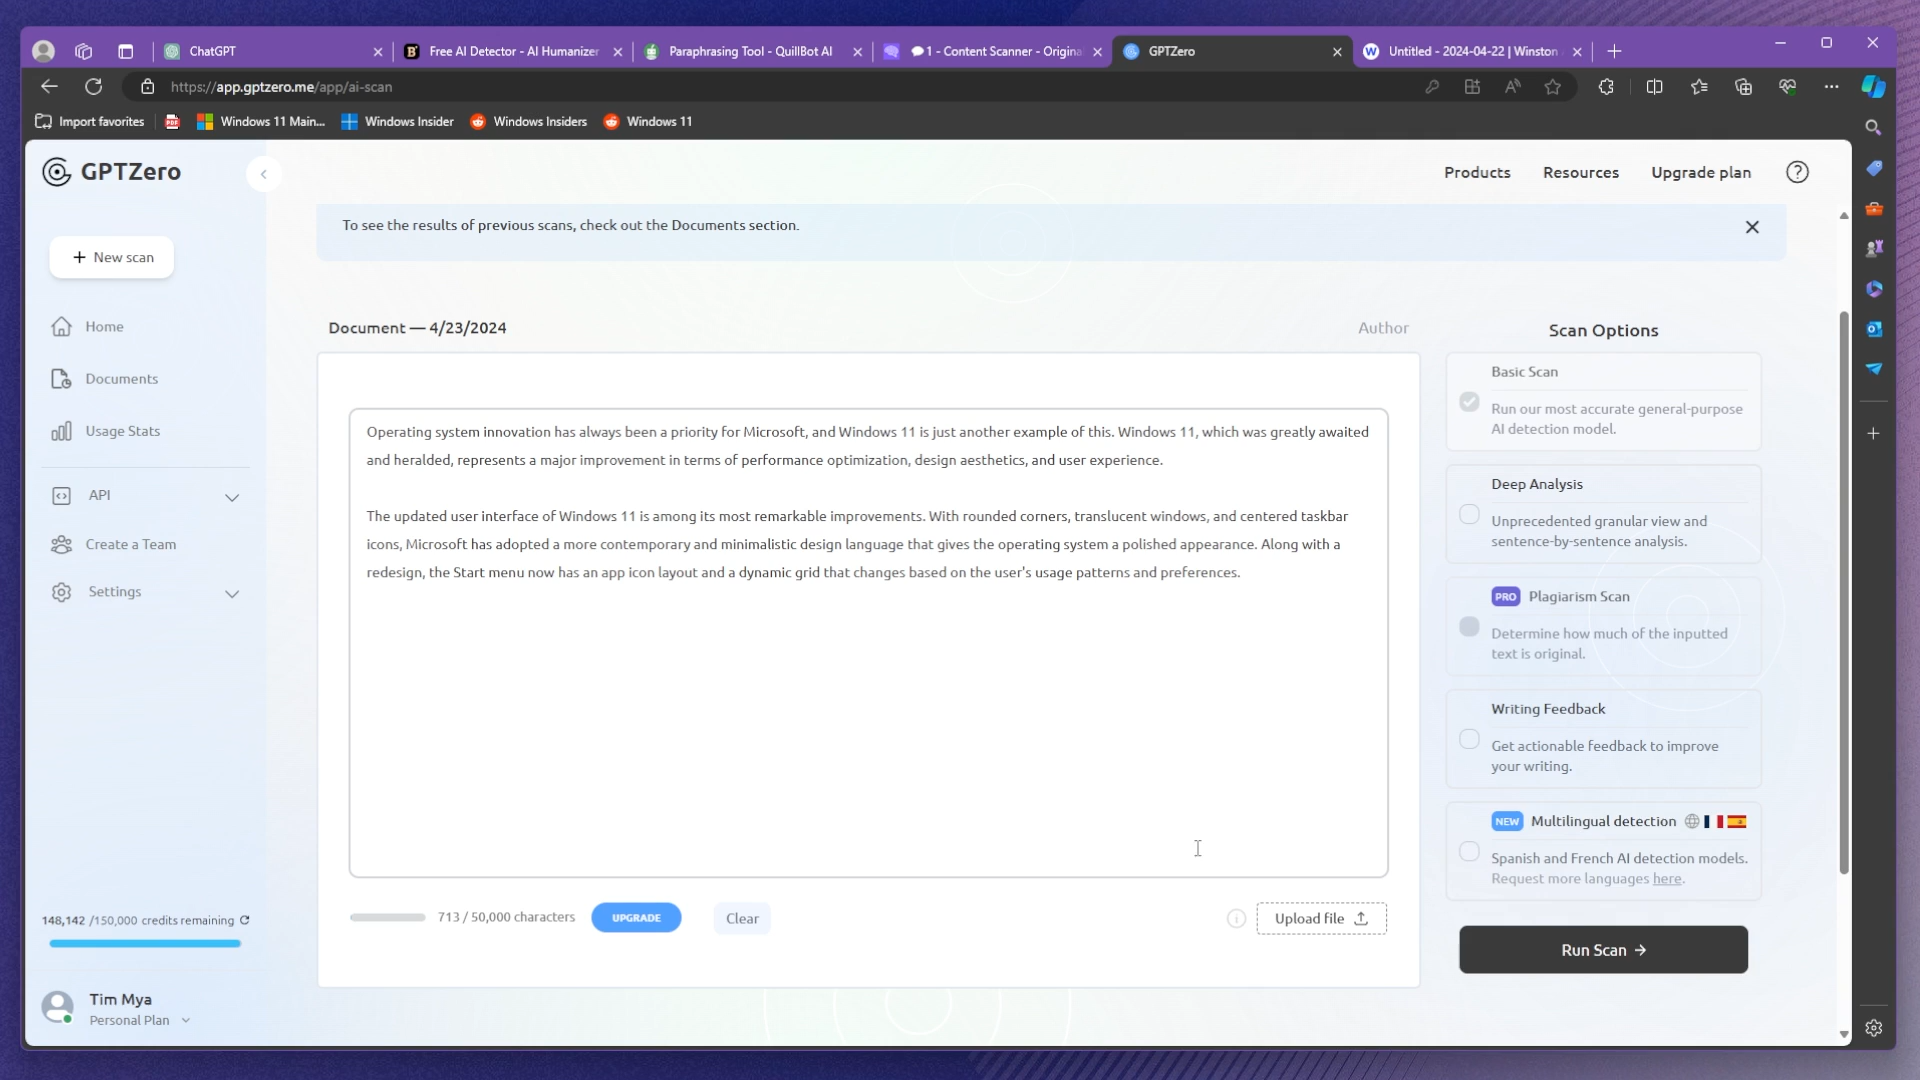 ChatGPT
Free AI Detector - AI Humanizer
Paraphrasing Tool - QuillBot AI
1 - Content Scanner - Origina
GPTZero
Untitled - 2024-04-22 | Winston
https://app.gptzero.me/app/ai-scan
Import favorites
Windows 11 Main...
Windows Insider
Windows Insiders
Windows 11
GPTZero
Products
Resources
Upgrade plan
To see the results of previous scans, check out the Documents section.
+ New scan
Home
Documents
Usage Stats
API
Create a Team
Settings
148,142 /150,000 credits remaining
Tim Mya
Personal Plan
Document — 4/23/2024
Author
Operating system innovation has always been a priority for Microsoft, and Windows 11 is just another example of this. Windows 11, which was greatly awaited
and heralded, represents a major improvement in terms of performance optimization, design aesthetics, and user experience.
The updated user interface of Windows 11 is among its most remarkable improvements. With rounded corners, translucent windows, and centered taskbar
icons, Microsoft has adopted a more contemporary and minimalistic design language that gives the operating system a polished appearance. Along with a
redesign, the Start menu now has an app icon layout and a dynamic grid that changes based on the user's usage patterns and preferences.
713 / 50,000 characters
UPGRADE
Clear
Upload file
Scan Options
Basic Scan
Run our most accurate general-purpose
AI detection model.
Deep Analysis
Unprecedented granular view and
sentence-by-sentence analysis.
PRO Plagiarism Scan
Determine how much of the inputted
text is original.
Writing Feedback
Get actionable feedback to improve
your writing.
NEW Multilingual detection
Spanish and French AI detection models.
Request more languages here.
Run Scan →